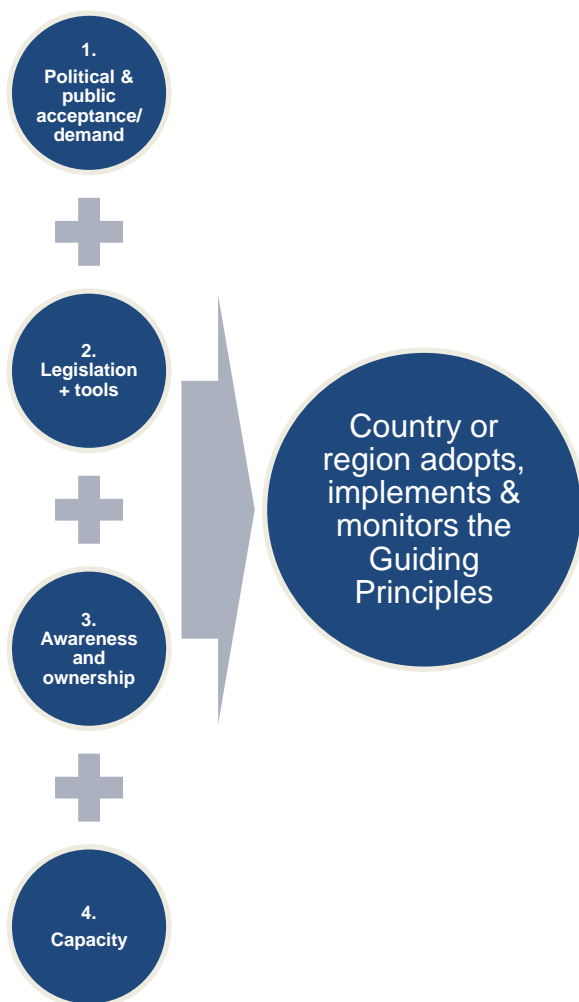 1.
Political &
public
acceptance/
demand
2.
Legislation
+ tools
3.
Awareness
and
ownership
4.
Capacity
Country or
region adopts,
implements &
monitors the
Guiding
Principles